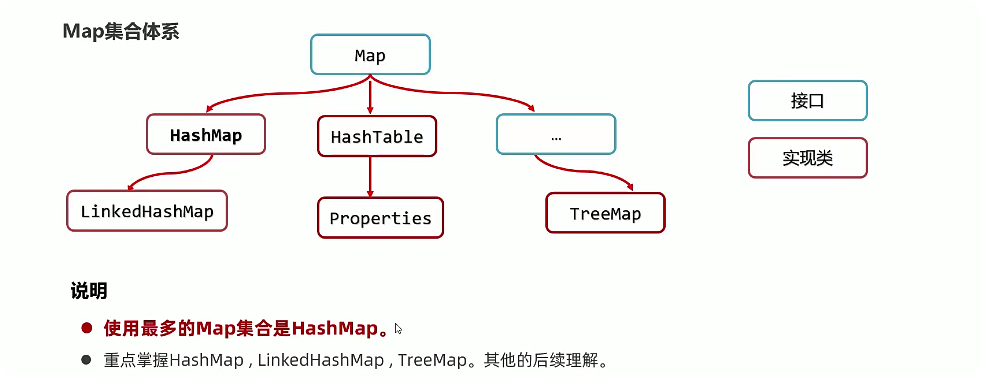 Map集合体系
Map
接口
HashMap
HashTable
...
实现类
LinkedHashMap
Properties
TreeMap
说明
使用最多的Map集合是HashMap。
重点掌握HashMap , LinkedHashMap , TreeMap。其他的后续理解。